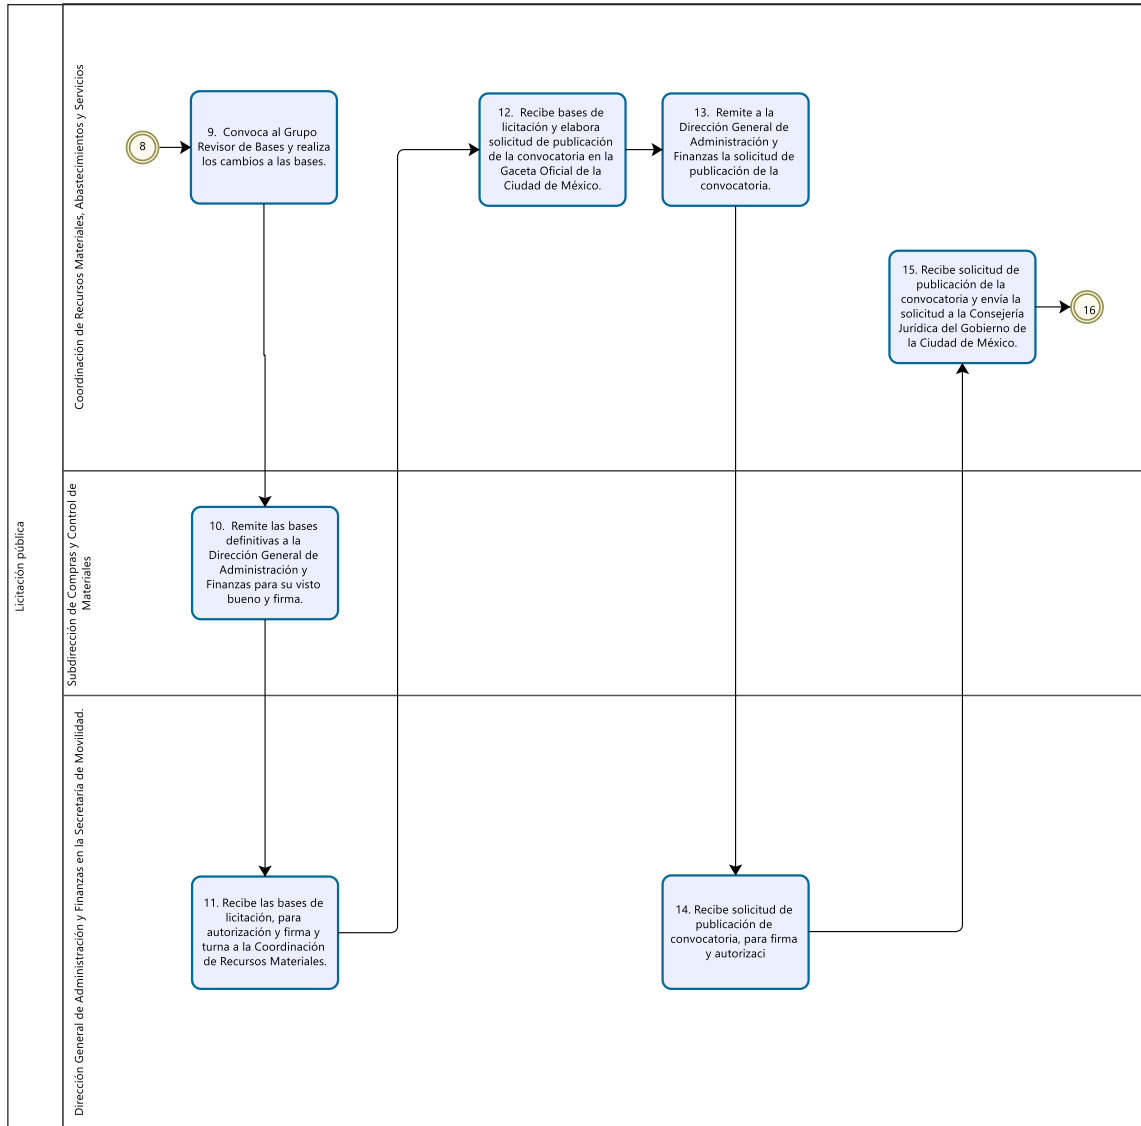 Licitación pública
Coordinación de Recursos Materiales, Abastecimientos y Servicios
8
9.  Convoca al Grupo
Revisor de Bases y realiza
los cambios a las bases.
12.  Recibe bases de
licitación y elabora
solicitud de publicación
de la convocatoria en la
Gaceta Oficial de la
Ciudad de México.
13.  Remite a la
Dirección General de
Administración y
Finanzas la solicitud de
publicación de la
convocatoria.
15. Recibe solicitud de
publicación de la
convocatoria y envía la
solicitud a la Consejería
Jurídica del Gobierno de
la Ciudad de México.
16
Subdirección de Compras y Control de
Materiales
10.  Remite las bases
definitivas a la
Dirección General de
Administración y
Finanzas para su visto
bueno y firma.
Dirección General de Administración y Finanzas en la Secretaría de Movilidad.
11. Recibe las bases de
licitación, para
autorización y firma y
turna a la Coordinación
de Recursos Materiales.
14. Recibe solicitud de
publicación de
convocatoria, para firma
y autorizaci